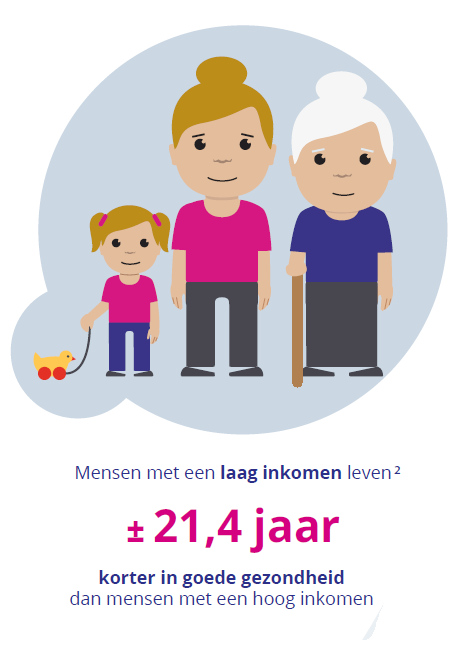 Mensen met een laag inkomen leven²
± 21,4 jaar
korter in goede gezondheid
dan mensen met een hoog inkomen